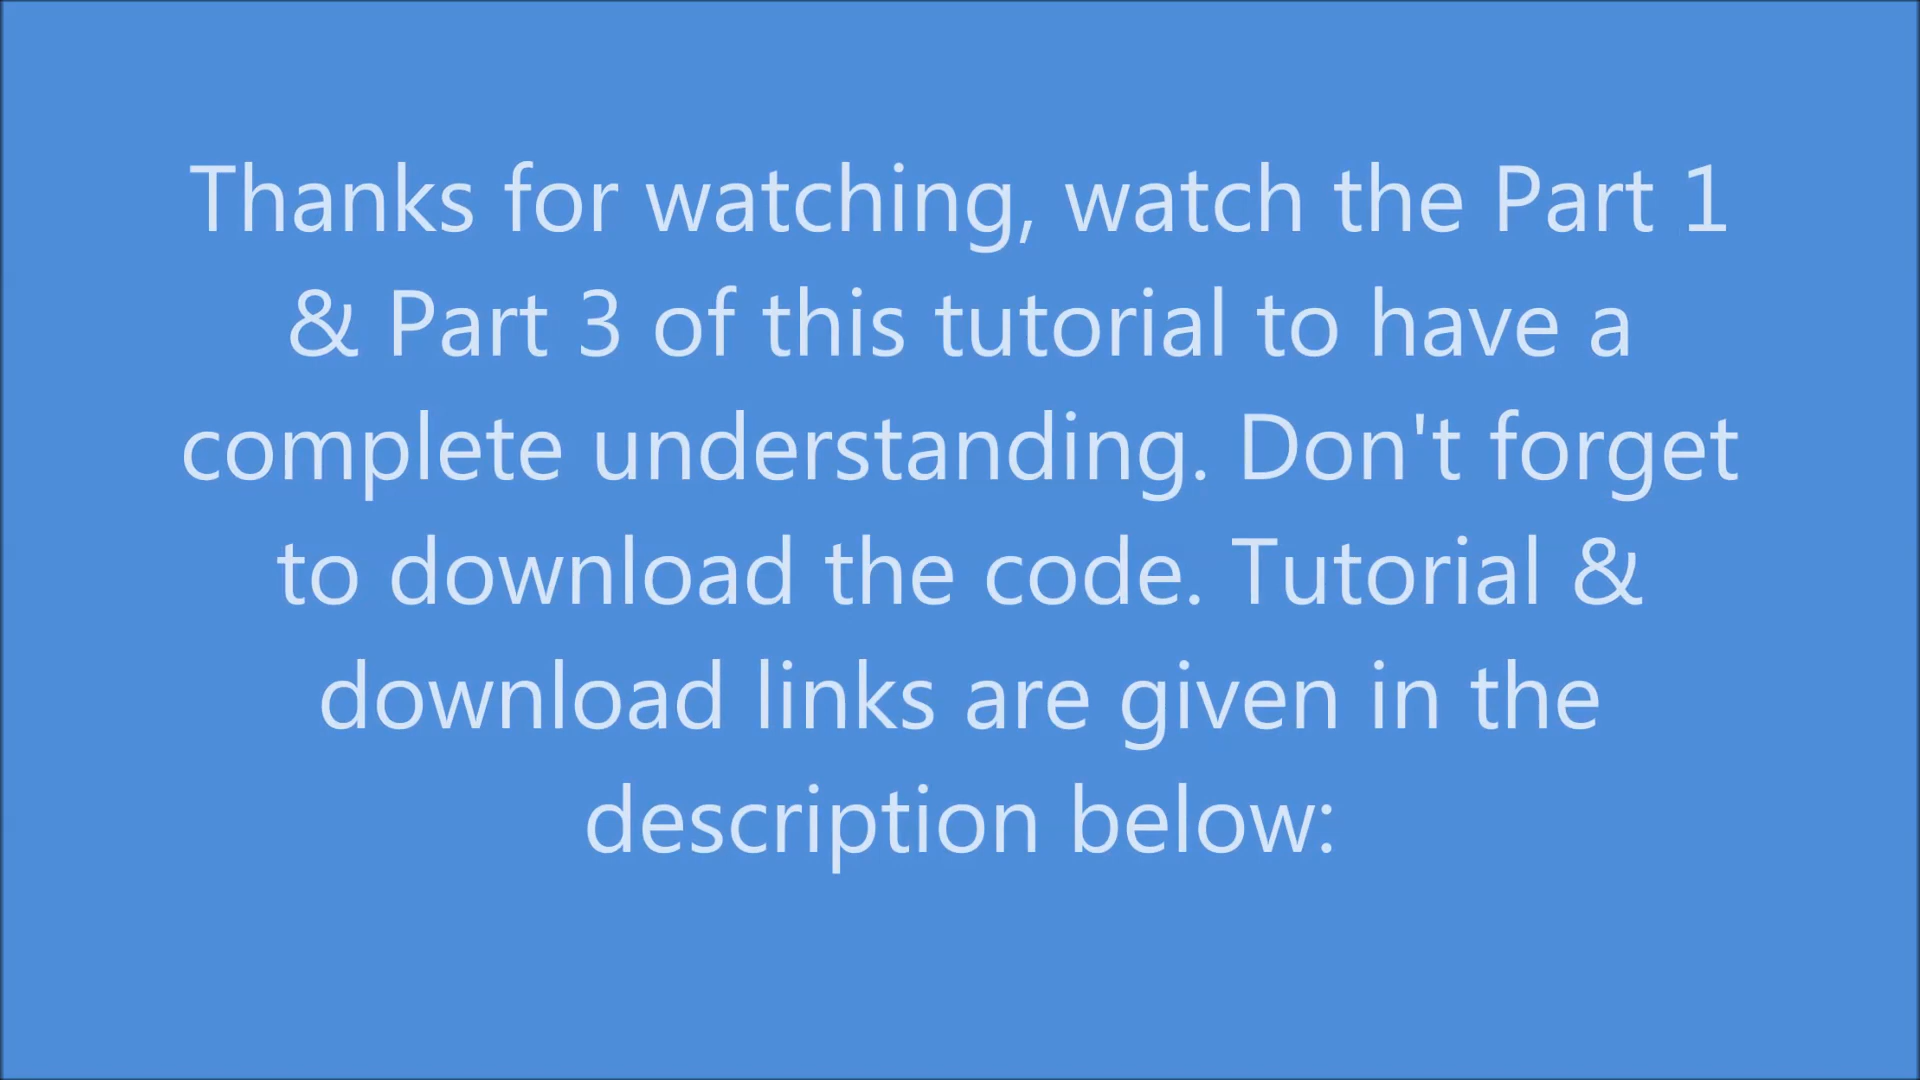 Thanks for watching, watch the Part 1
& Part 3 of this tutorial to have a
complete understanding. Don't forget
to download the code. Tutorial &
download links are given in the
description below: